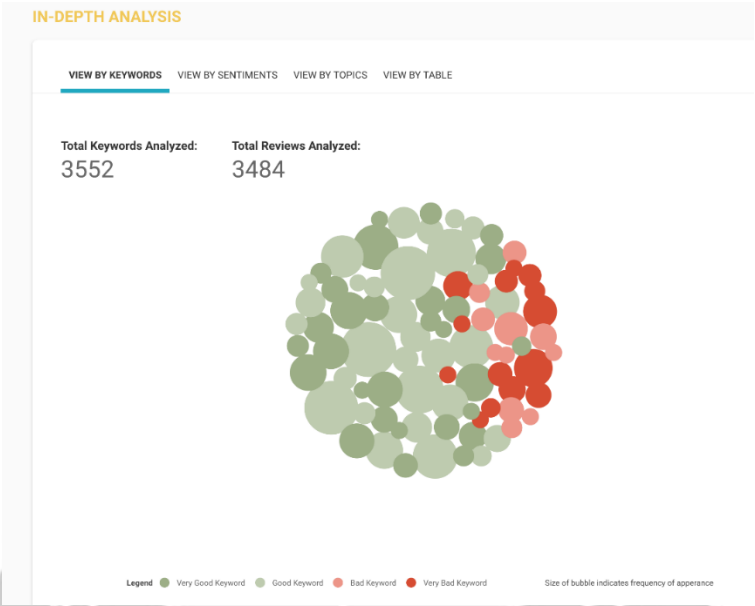 IN-DEPTH ANALYSIS
VIEW BY KEYWORDS VIEW BY SENTIMENTS VIEW BY TOPICS VIEW BY TABLE
Total Keywords Analyzed: Total Reviews Analyzed:
3552 3484
Legend Very Good Keyword Good Keyword Bad Keyword Very Bad Keyword Size of bubble indicates frequency of apperance